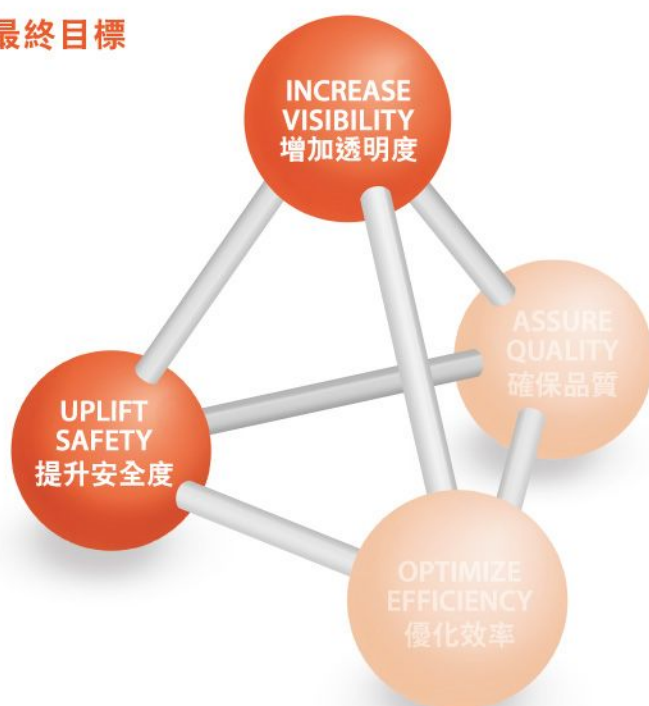 最終目標
INCREASE
VISIBILITY
增加透明度
ASSURE
QUALITY
確保品質
UPLIFT
SAFETY
提升安全度
OPTIMIZE
EFFICIENCY
優化效率